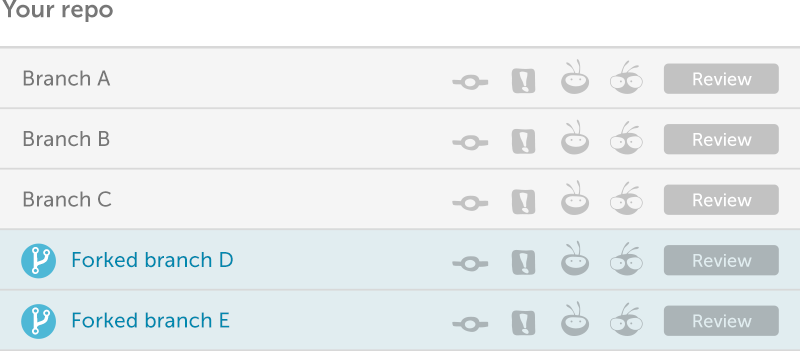 Your repo
Branch A Review
Branch B Review
Branch C Review
Forked branch D Review
Forked branch E Review